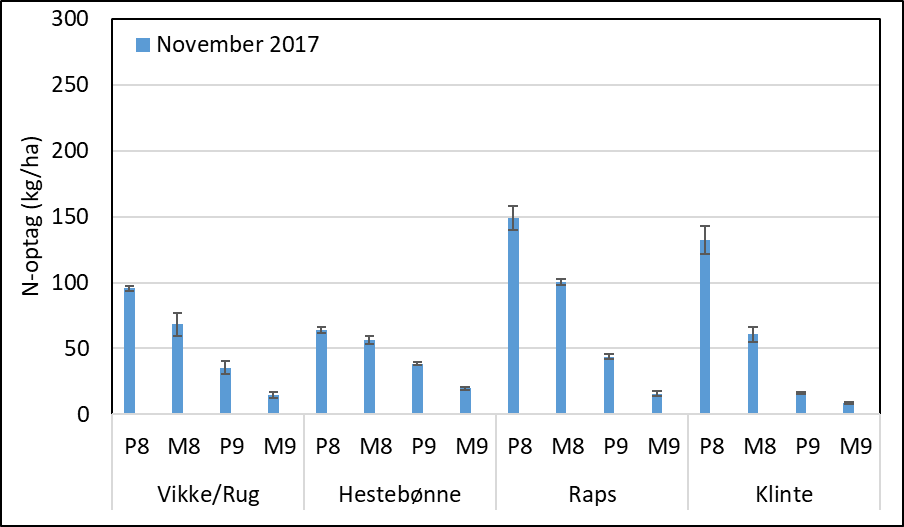 300
November 2017
250
200
150
100
50
0
N-optag (kg/ha)
P8 M8 P9 M9 P8 M8 P9 M9 P8 M8 P9 M9 P8 M8 P9 M9
Vikke/Rug Hestebønne Raps Klinte